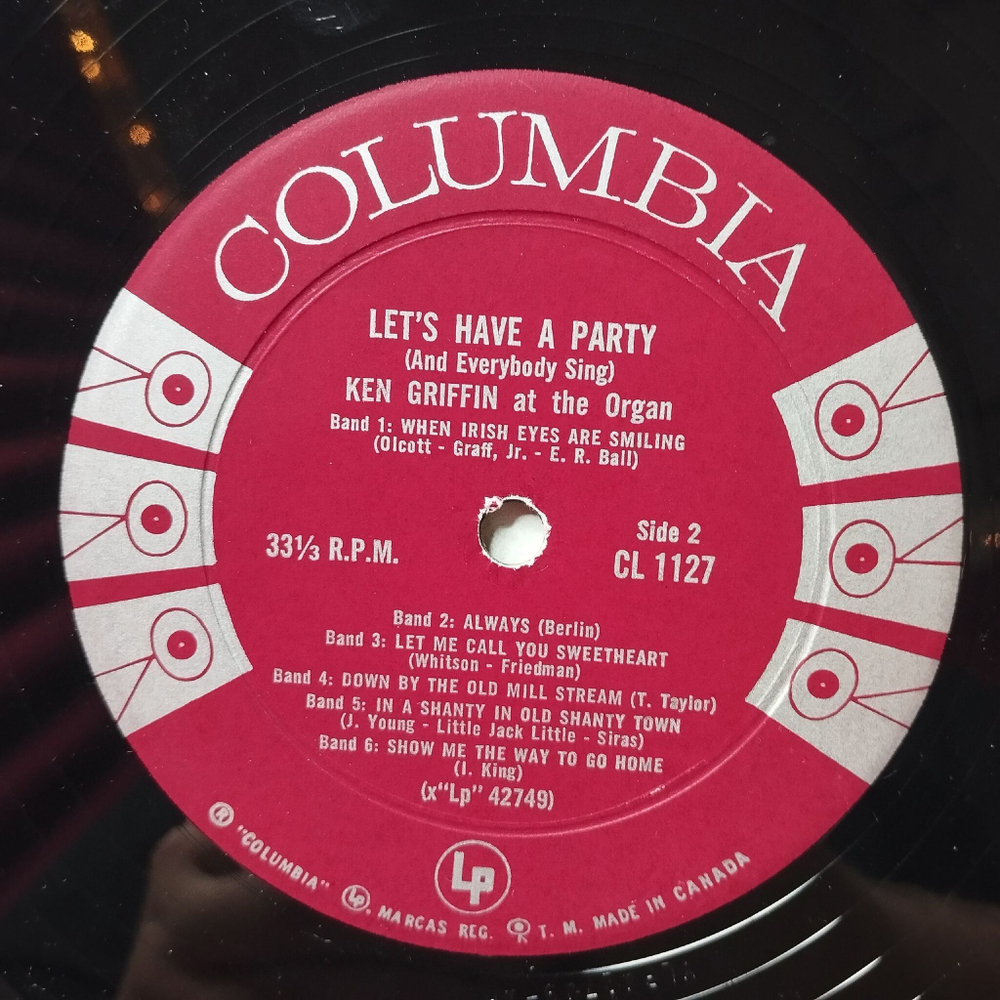 COLUMBIA
LET'S HAVE A PARTY
(And Everybody Sing)
KEN GRIFFIN at the Organ
Band 1: WHEN IRISH EYES ARE SMILING
(Olcott - Graff, Jr. - E. R. Ball)
33⅓ R.P.M.
Side 2
CL 1127
Band 2: ALWAYS (Berlin)
Band 3: LET ME CALL YOU SWEETHEART
(Whitson - Friedman)
Band 4: DOWN BY THE OLD MILL STREAM (T. Taylor)
Band 5: IN A SHANTY IN OLD SHANTY TOWN
(J. Young - Little Jack Little - Siras)
Band 6: SHOW ME THE WAY TO GO HOME
(I. King)
(x"Lp" 42749)
LP
® "COLUMBIA" LP, MARCAS REG. T. M. MADE IN CANADA